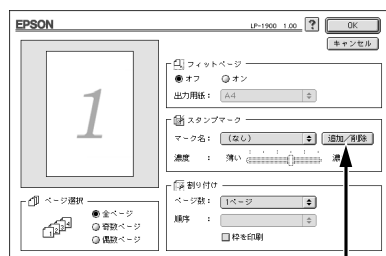 EPSON
LP-1900 1.00 ? OK
キャンセル
1
フィットページ
オフ オン
出力用紙： A4
スタンプマーク
マーク名： （なし） 追加／削除
濃度 ： 薄い 濃
割り付け
ページ数： 1ページ
順序 ：
枠を印刷
ページ選択
全ページ
奇数ページ
偶数ページ